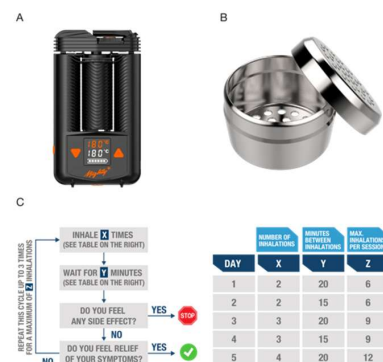 A
B
180°C
180°C
Mighty
C
REPEAT THIS CYCLE UP TO 3 TIMES
FOR A MAXIMUM OF Z INHALATIONS
INHALE X TIMES
(SEE TABLE ON THE RIGHT)
WAIT FOR Y MINUTES
(SEE TABLE ON THE RIGHT)
DO YOU FEEL
ANY SIDE EFFECT?
YES
STOP
NO
DO YOU FEEL RELIEF
OF YOUR SYMPTOMS?
YES
NO
NUMBER OF
INHALATIONS
MINUTES
BETWEEN
INHALATIONS
MAX.
INHALATIONS
PER SESSION
DAY X Y Z
1 2 20 6
2 2 15 6
3 3 20 9
4 3 15 9
5 4 20 12